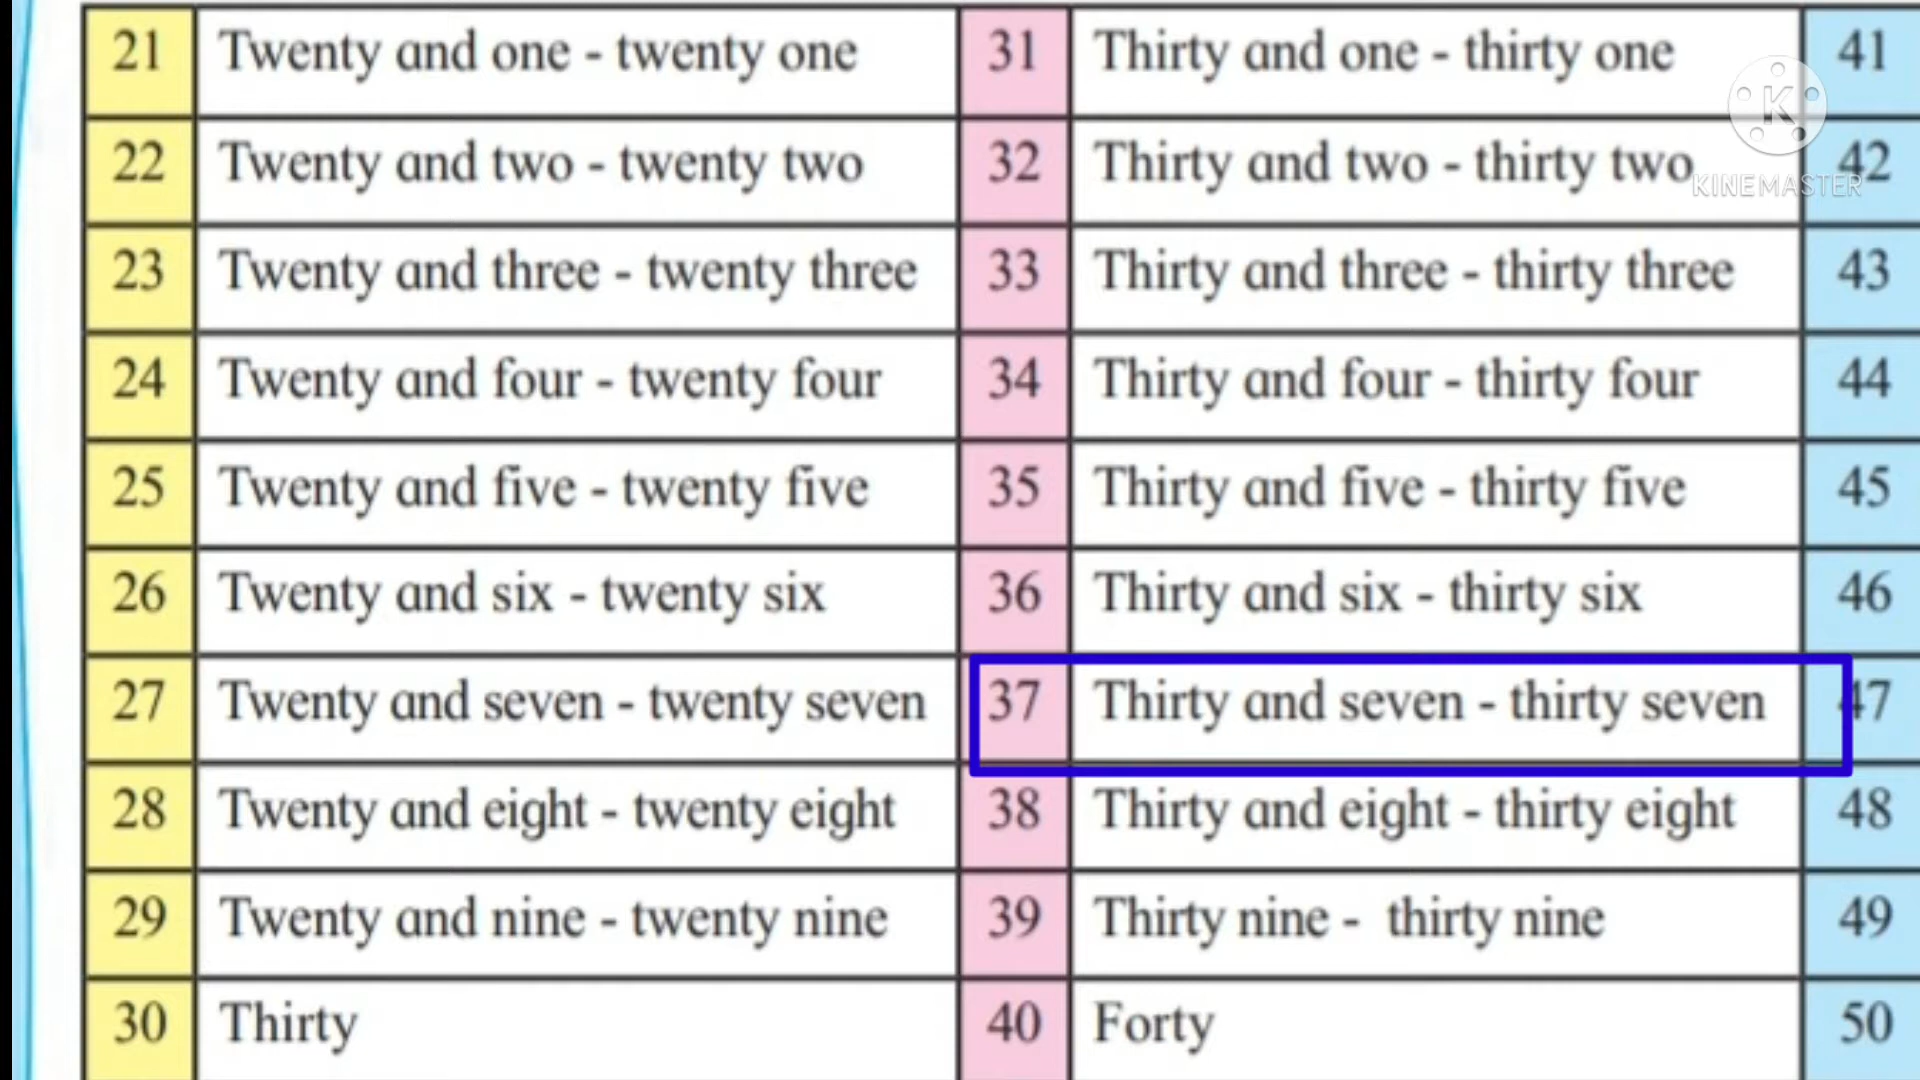 21 Twenty and one - twenty one 31 Thirty and one - thirty one 41
22 Twenty and two - twenty two 32 Thirty and two - thirty two 42
KINEMASTER
23 Twenty and three - twenty three 33 Thirty and three - thirty three 43
24 Twenty and four - twenty four 34 Thirty and four - thirty four 44
25 Twenty and five - twenty five 35 Thirty and five - thirty five 45
26 Twenty and six - twenty six 36 Thirty and six - thirty six 46
27 Twenty and seven - twenty seven 37 Thirty and seven - thirty seven 47
28 Twenty and eight - twenty eight 38 Thirty and eight - thirty eight 48
29 Twenty and nine - twenty nine 39 Thirty nine - thirty nine 49
30 Thirty 40 Forty 50